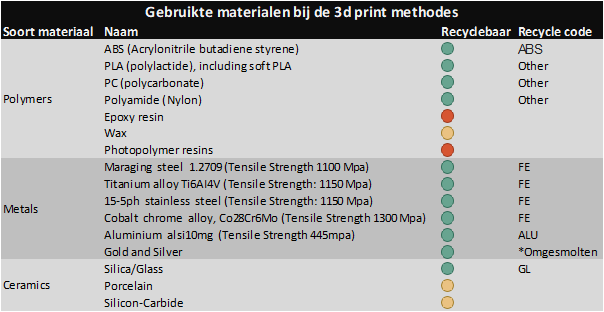 Gebruikte materialen bij de 3d print methodes
Soort materiaal Naam Recyclebaar Recycle code
ABS (Acrylonitrile butadiene styrene) ABS
PLA (polylactide), including soft PLA Other
PC (polycarbonate) Other
Polymers Polyamide (Nylon) Other
Epoxy resin
Wax
Photopolymer resins
Maraging steel 1.2709 (Tensile Strength 1100 Mpa) FE
Titanium alloy Ti6Al4V (Tensile Strength: 1150 Mpa) FE
15-5ph stainless steel (Tensile Strength: 1150 Mpa) FE
Metals Cobalt chrome alloy, Co28Cr6Mo (Tensile Strength 1300 Mpa) FE
Aluminium alsi10mg (Tensile Strength 445mpa) ALU
Gold and Silver *Omgesmolten
Silica/Glass GL
Ceramics Porcelain
Silicon-Carbide